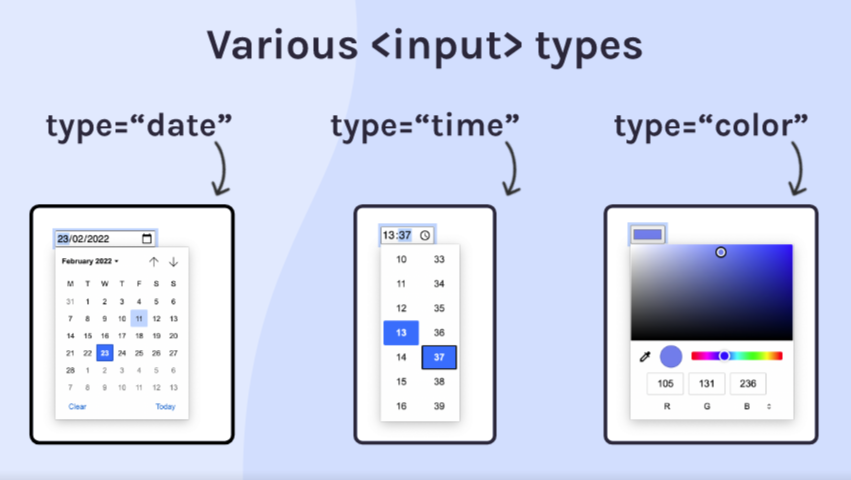 Various <input> types
type=“date”
type=“time”
type=“color”
23/02/2022
February 2022
M T W T F S S
31 1 2 3 4 5 6
7 8 9 10 11 12 13
14 15 16 17 18 19 20
21 22 23 24 25 26 27
28 1 2 3 4 5 6
7 8 9 10 11 12 13
Clear Today
13:37
10 33
11 34
12 35
13 36
14 37
15 38
16 39
105 131 236
R G B